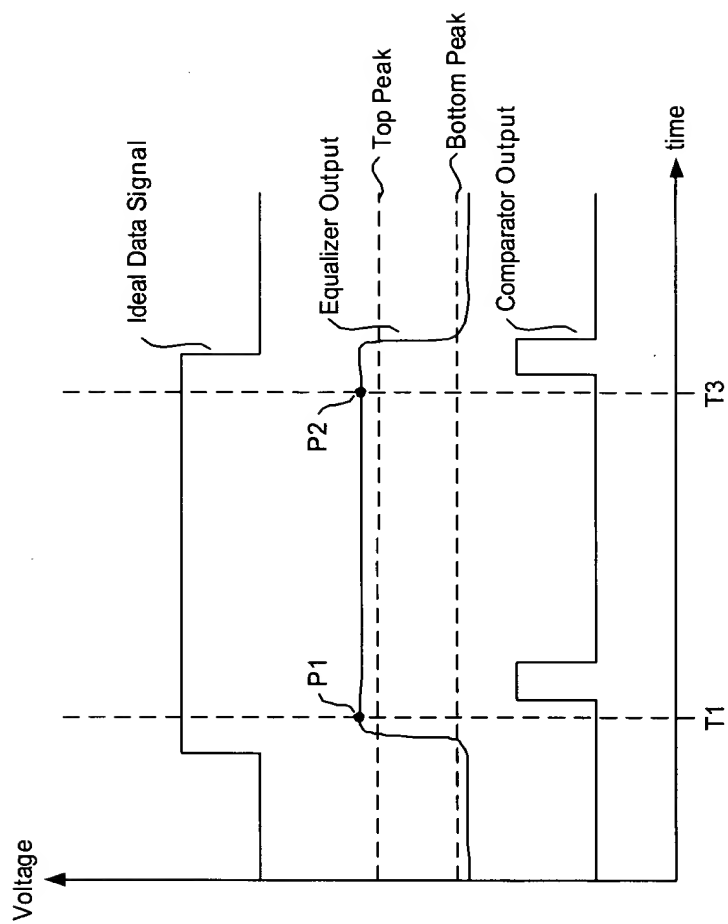 Voltage
Ideal Data Signal
P1
P2
Equalizer Output
Top Peak
Bottom Peak
Comparator Output
time
T1
T3